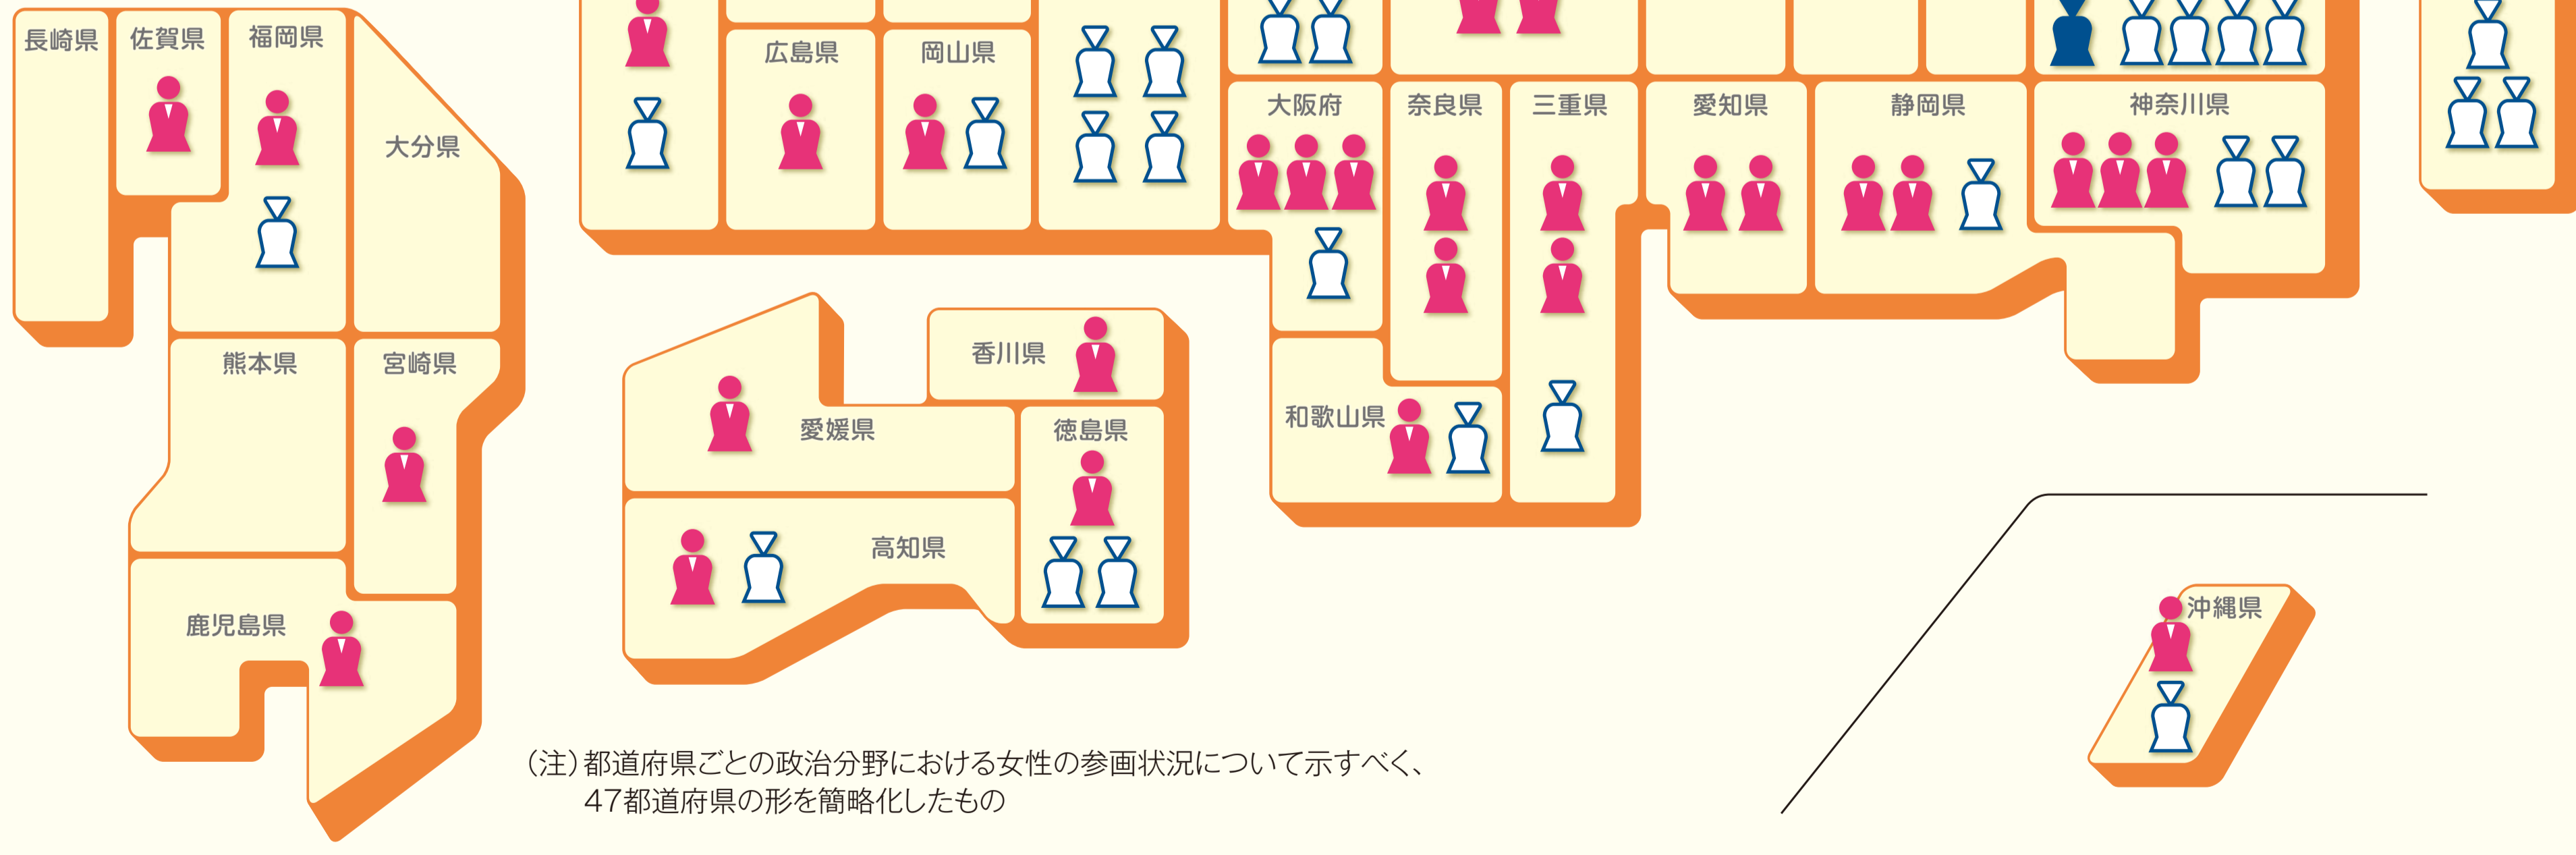 長崎県
佐賀県
福岡県
大分県
熊本県
宮崎県
鹿児島県
広島県
岡山県
大阪府
奈良県
三重県
愛知県
静岡県
神奈川県
和歌山県
香川県
愛媛県
徳島県
高知県
沖縄県
（注）都道府県ごとの政治分野における女性の参画状況について示すべく、
47都道府県の形を簡略化したもの